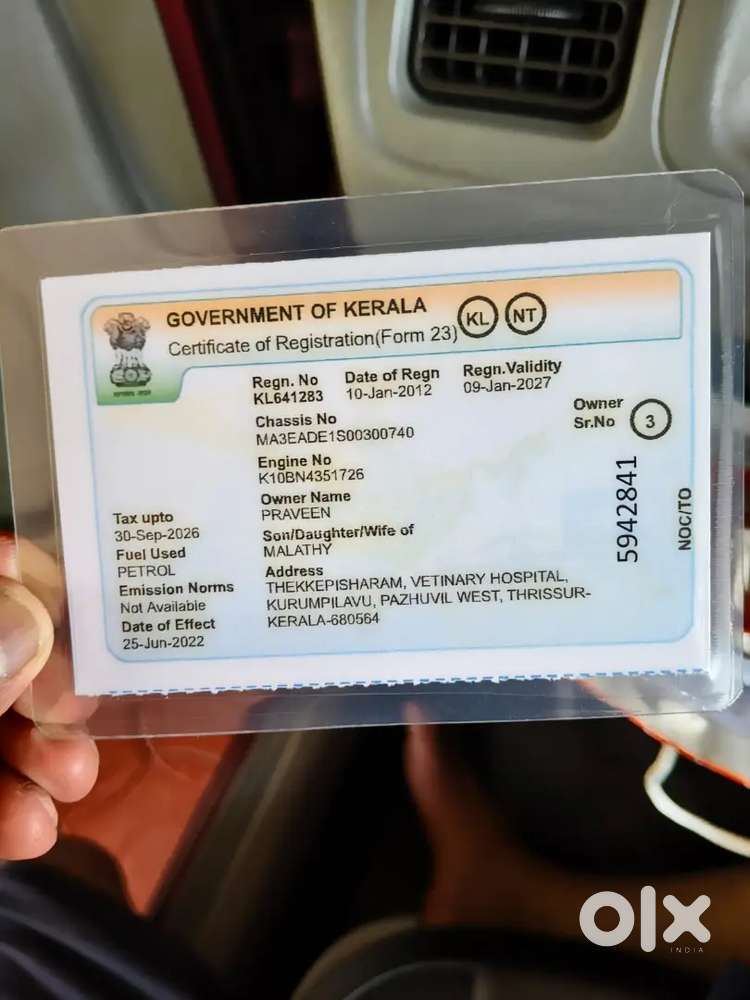 GOVERNMENT OF KERALA
Certificate of Registration(Form 23)
KL
NT
Regn. No
KL641283
Date of Regn
10-Jan-2012
Regn.Validity
09-Jan-2027
Chassis No
MA3EADE1S00300740
Owner
Sr.No
3
Engine No
K10BN4351726
Owner Name
PRAVEEN
Son/Daughter/Wife of
MALATHY
Address
THEKKEPISHARAM, VETINARY HOSPITAL,
KURUMPILAVU, PAZHUVIL WEST, THRISSUR-
KERALA-680564
Tax upto
30-Sep-2026
Fuel Used
PETROL
Emission Norms
Not Available
Date of Effect
25-Jun-2022
5942841
NOC/TO
olx
INDIA